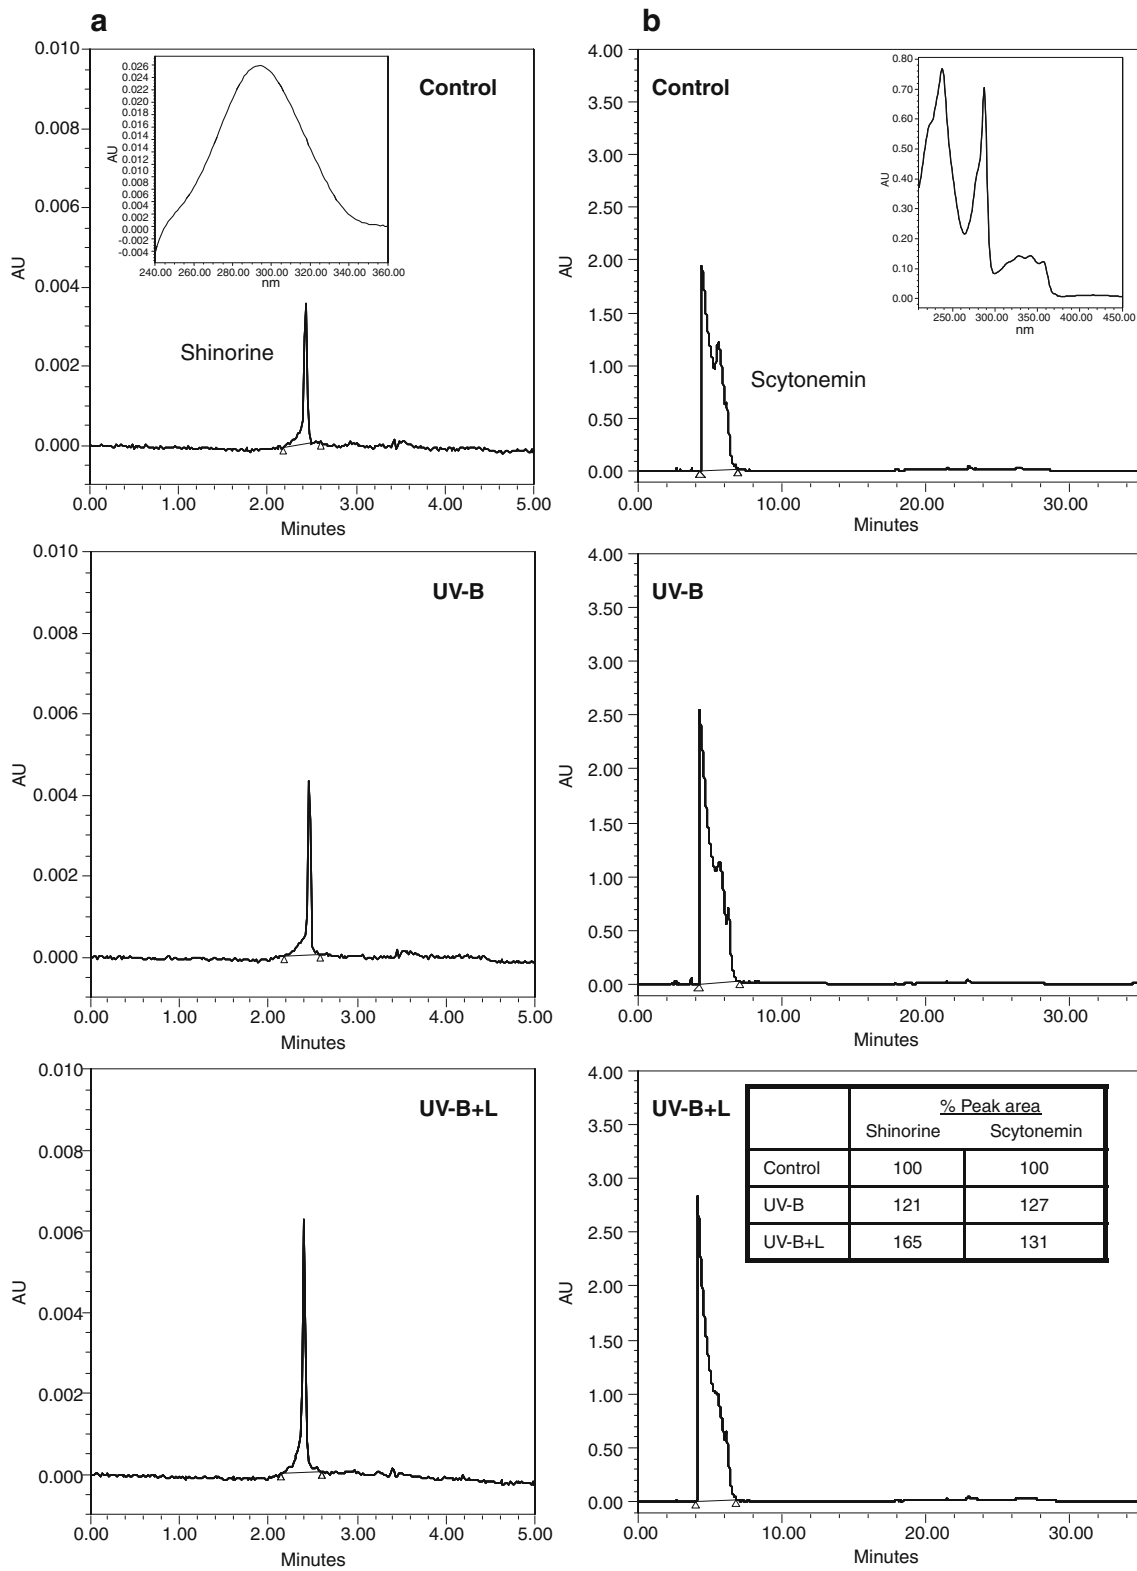 a
0.010
0.008
0.006
0.004
0.002
0.000
AU
0.00 1.00 2.00 3.00 4.00 5.00
Minutes
Control
Shinorine
0.026
0.024
0.022
0.020
0.018
0.016
0.014
0.012
0.010
0.008
0.006
0.004
0.002
0.000
-0.002
-0.004
AU
240.00 260.00 280.00 300.00 320.00 340.00 360.00
nm
b
4.00
3.50
3.00
2.50
2.00
1.50
1.00
0.50
0.00
AU
0.00 10.00 20.00 30.00
Minutes
Control
Scytonemin
0.80
0.70
0.60
0.50
0.40
0.30
0.20
0.10
0.00
AU
250.00 300.00 350.00 400.00 450.00
nm
0.010
0.008
0.006
0.004
0.002
0.000
AU
0.00 1.00 2.00 3.00 4.00 5.00
Minutes
UV-B
4.00
3.50
3.00
2.50
2.00
1.50
1.00
0.50
0.00
AU
0.00 10.00 20.00 30.00
Minutes
UV-B
0.010
0.008
0.006
0.004
0.002
0.000
AU
0.00 1.00 2.00 3.00 4.00 5.00
Minutes
UV-B+L
4.00
3.50
3.00
2.50
2.00
1.50
1.00
0.50
0.00
AU
0.00 10.00 20.00 30.00
Minutes
UV-B+L
% Peak area
Shinorine Scytonemin
Control 100 100
UV-B 121 127
UV-B+L 165 131